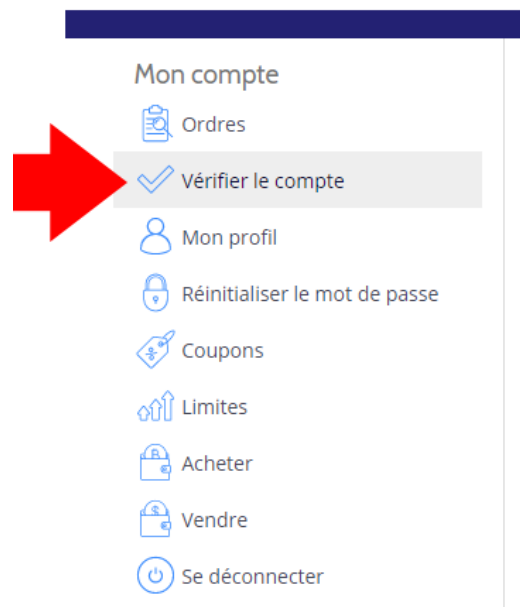 Mon compte
Ordres
Vérifier le compte
Mon profil
Réinitialiser le mot de passe
Coupons
Limites
Acheter
Vendre
Se déconnecter